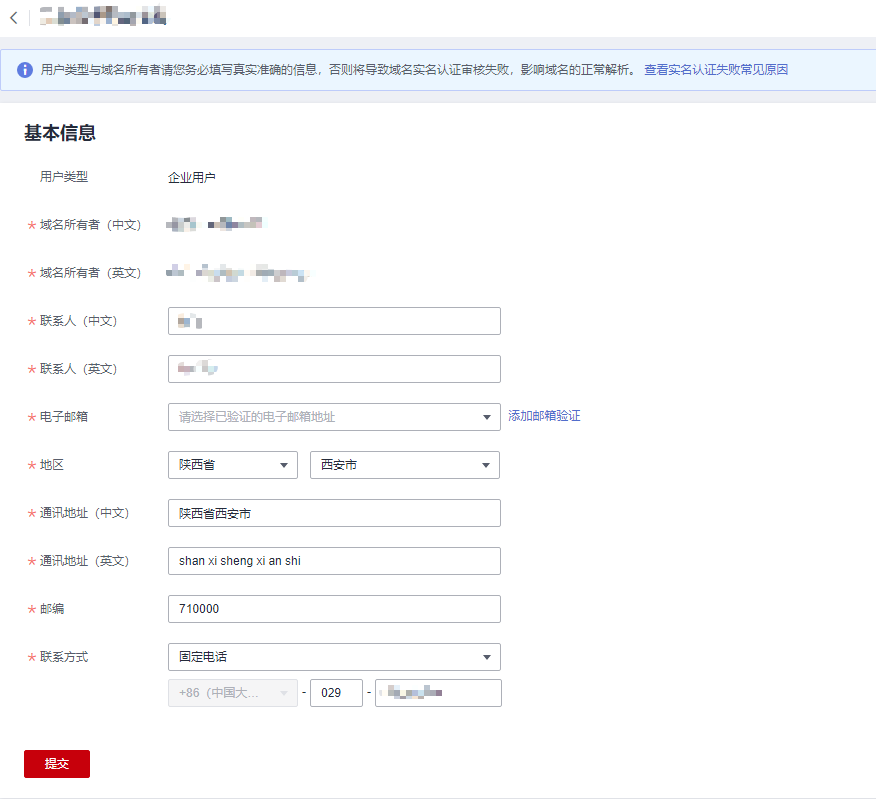 用户类型与域名所有者请您务必填写真实准确的信息，否则将导致域名实名认证审核失败，影响域名的正常解析。 查看实名认证失败常见原因
基本信息
用户类型 企业用户
* 域名所有者（中文）
* 域名所有者（英文）
* 联系人（中文）
* 联系人（英文）
* 电子邮箱 请选择已验证的电子邮箱地址 添加邮箱验证
* 地区 陕西省 西安市
* 通讯地址（中文） 陕西省西安市
* 通讯地址（英文） shan xi sheng xi an shi
* 邮编 710000
* 联系方式 固定电话
+86（中国大... - 029 -
提交